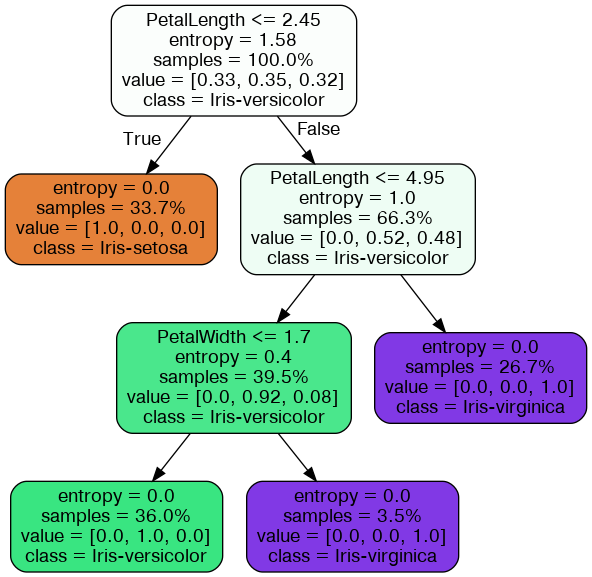 PetalLength <= 2.45
entropy = 1.58
samples = 100.0%
value = [0.33, 0.35, 0.32]
class = Iris-versicolor
True
False
entropy = 0.0
samples = 33.7%
value = [1.0, 0.0, 0.0]
class = Iris-setosa
PetalLength <= 4.95
entropy = 1.0
samples = 66.3%
value = [0.0, 0.52, 0.48]
class = Iris-versicolor
PetalWidth <= 1.7
entropy = 0.4
samples = 39.5%
value = [0.0, 0.92, 0.08]
class = Iris-versicolor
entropy = 0.0
samples = 26.7%
value = [0.0, 0.0, 1.0]
class = Iris-virginica
entropy = 0.0
samples = 36.0%
value = [0.0, 1.0, 0.0]
class = Iris-versicolor
entropy = 0.0
samples = 3.5%
value = [0.0, 0.0, 1.0]
class = Iris-virginica